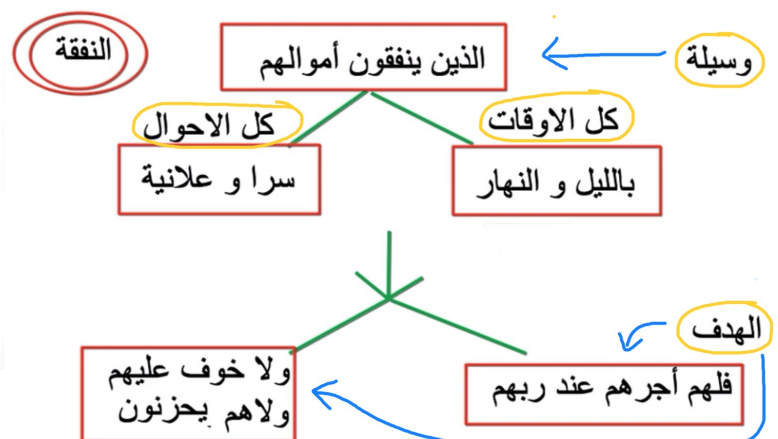 النفقة
الذين ينفقون أموالهم
وسيلة
كل الاوقات
كل الاحوال
بالليل و النهار
سرا و علانية
الهدف
فلهم أجرهم عند ربهم
ولا خوف عليهم
ولاهم يحزنون